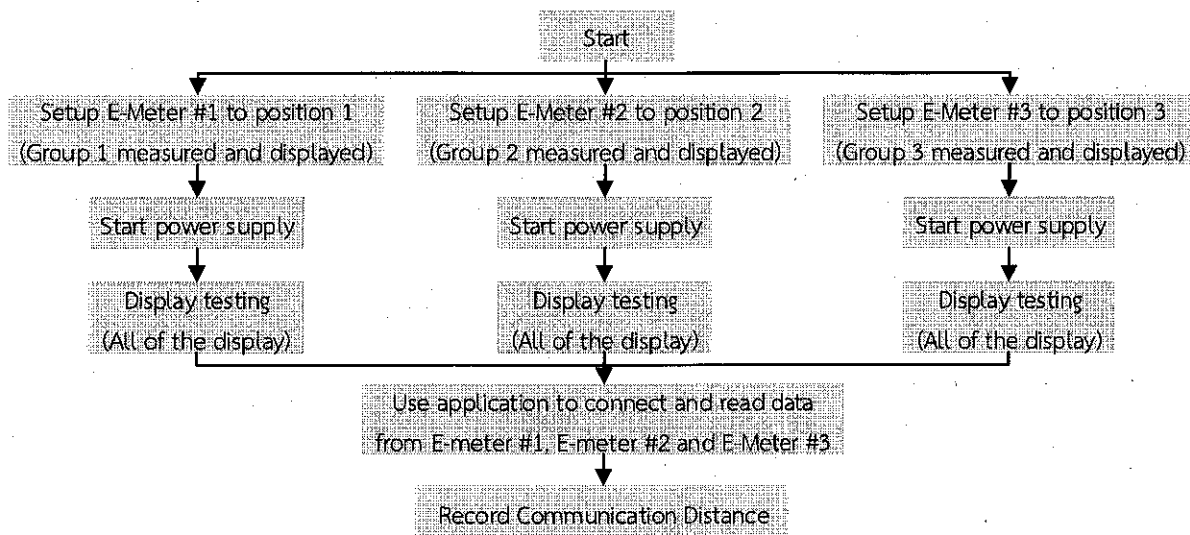 Start
Setup E-Meter #1 to position 1
(Group 1 measured and displayed)
Setup E-Meter #2 to position 2
(Group 2 measured and displayed)
Setup E-Meter #3 to position 3
(Group 3 measured and displayed)
Start power supply
Start power supply
Start power supply
Display testing
(All of the display)
Display testing
(All of the display)
Display testing
(All of the display)
Use application to connect and read data
from E-meter #1, E-meter #2 and E-Meter #3
Record Communication Distance